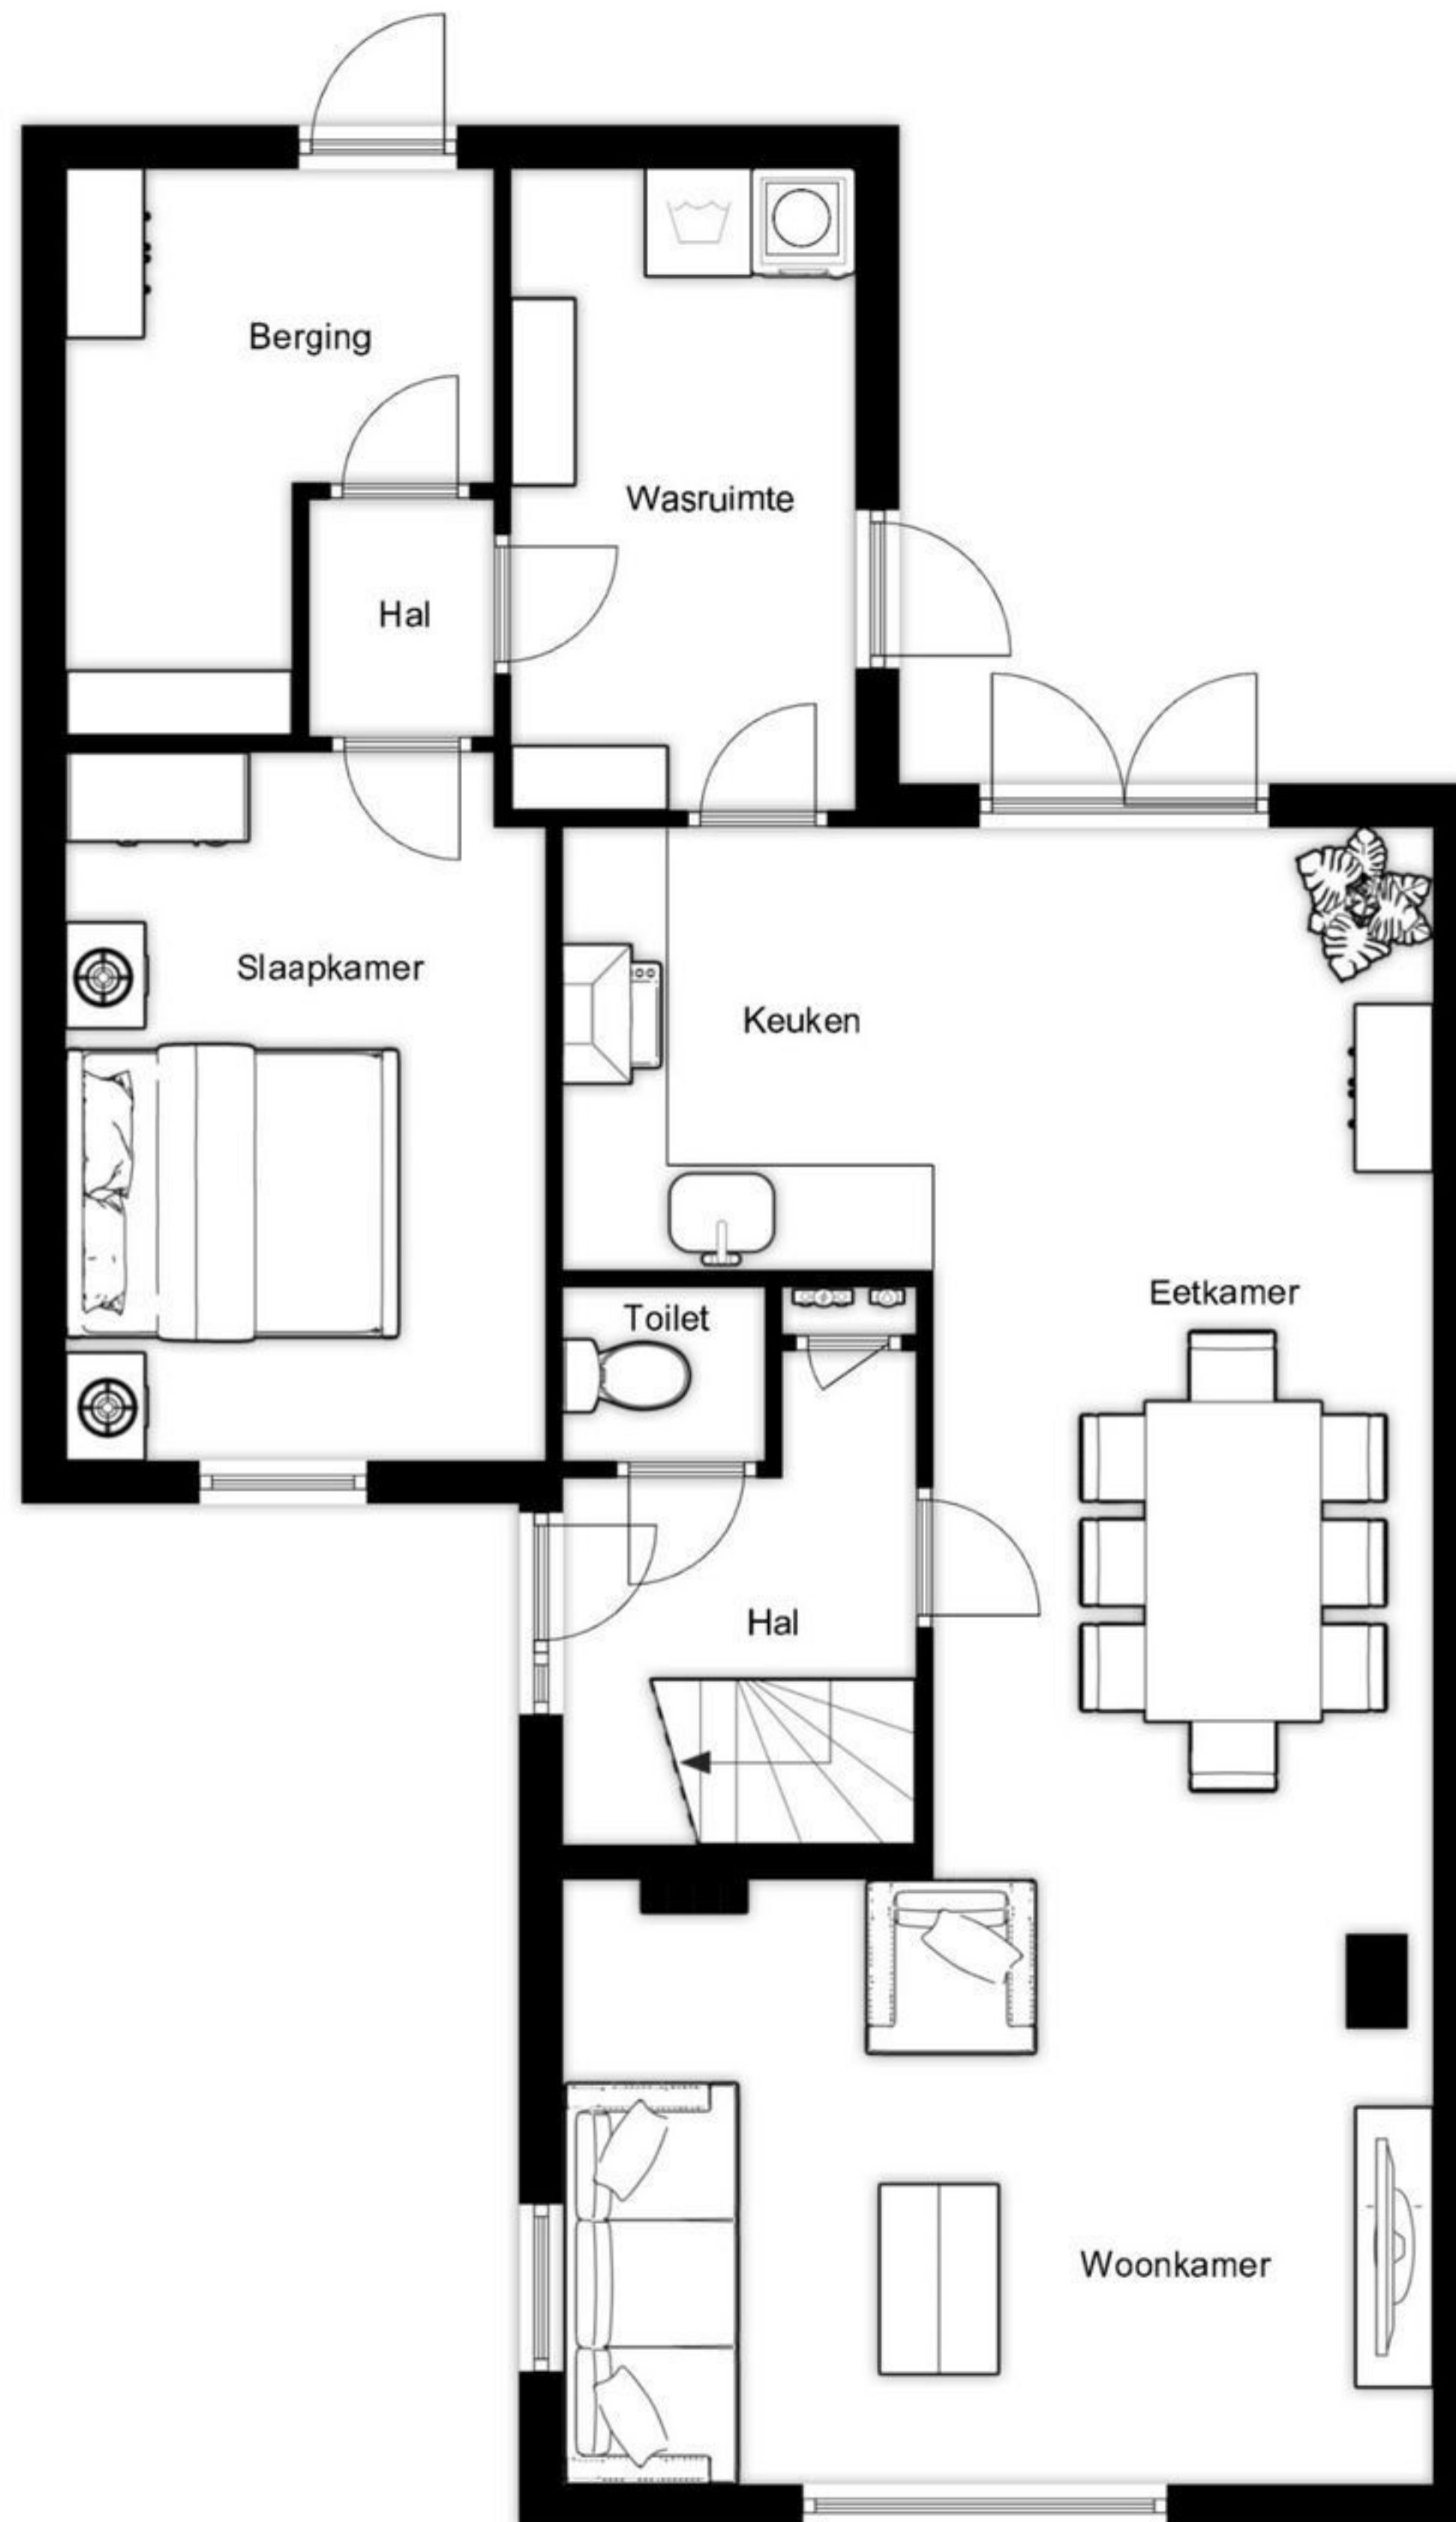 Berging
Wasruimte
Hal
Slaapkamer
Keuken
Eetkamer
Toilet
Hal
Woonkamer